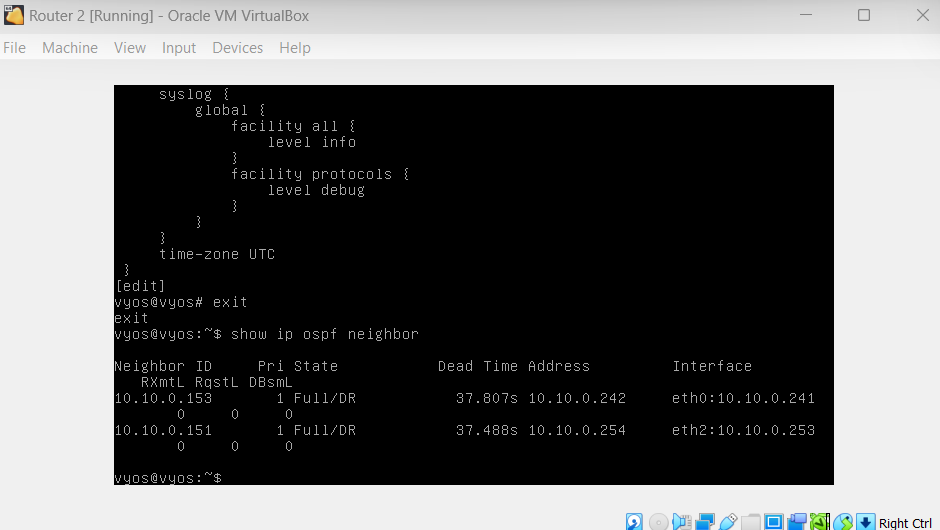 Router 2 [Running] - Oracle VM VirtualBox
File Machine View Input Devices Help
syslog {
global {
facility all {
level info
}
facility protocols {
level debug
}
}
}
time-zone UTC
}
[edit]
vyos@vyos# exit
exit
vyos@vyos:~$ show ip ospf neighbor
Neighbor ID Pri State Dead Time Address Interface
RXmtL RqstL DBsmL
10.10.0.153 1 Full/DR 37.807s 10.10.0.242 eth0:10.10.0.241
0 0 0
10.10.0.151 1 Full/DR 37.488s 10.10.0.254 eth2:10.10.0.253
0 0 0
vyos@vyos:~$
Right Ctrl